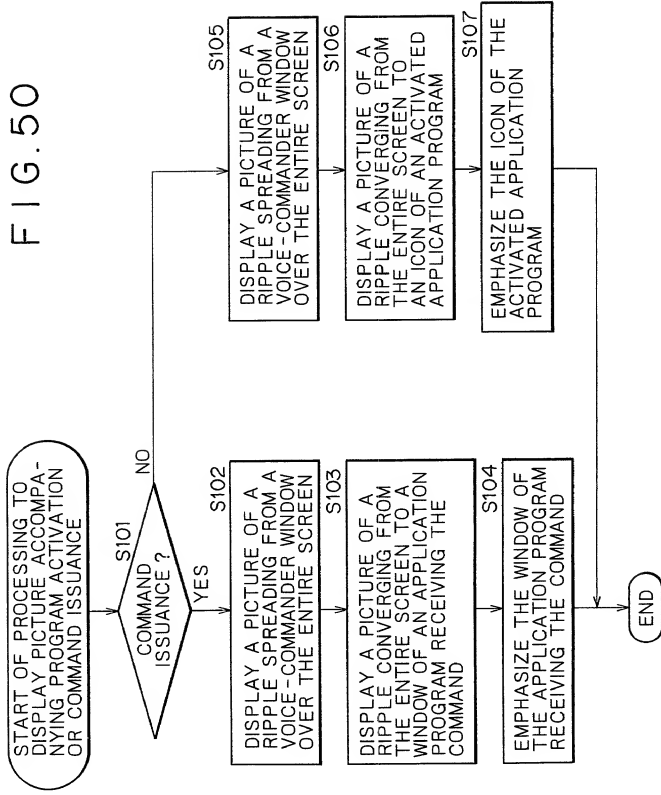 FIG.50
START OF PROCESSING TO
DISPLAY PICTURE ACCOMPA-
NYING PROGRAM ACTIVATION
OR COMMAND ISSUANCE
S101
COMMAND
ISSUANCE ?
NO
YES
S102
DISPLAY A PICTURE OF A
RIPPLE SPREADING FROM A
VOICE-COMMANDER WINDOW
OVER THE ENTIRE SCREEN
S103
DISPLAY A PICTURE OF A
RIPPLE CONVERGING FROM
THE ENTIRE SCREEN TO A
WINDOW OF AN APPLICATION
PROGRAM RECEIVING THE
COMMAND
S104
EMPHASIZE THE WINDOW OF
THE APPLICATION PROGRAM
RECEIVING THE COMMAND
S105
DISPLAY A PICTURE OF A
RIPPLE SPREADING FROM A
VOICE-COMMANDER WINDOW
OVER THE ENTIRE SCREEN
S106
DISPLAY A PICTURE OF A
RIPPLE CONVERGING FROM
THE ENTIRE SCREEN TO
AN ICON OF AN ACTIVATED
APPLICATION PROGRAM
S107
EMPHASIZE THE ICON OF THE
ACTIVATED APPLICATION
PROGRAM
END